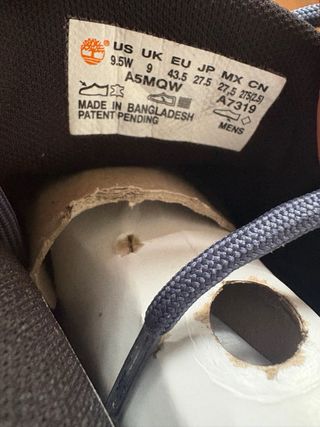 US UK EU JP MX CN
9.5W 9 43.5 27.5 27,5 275(2.5)
A5MQW A7319
MADE IN BANGLADESH
PATENT PENDING MENS